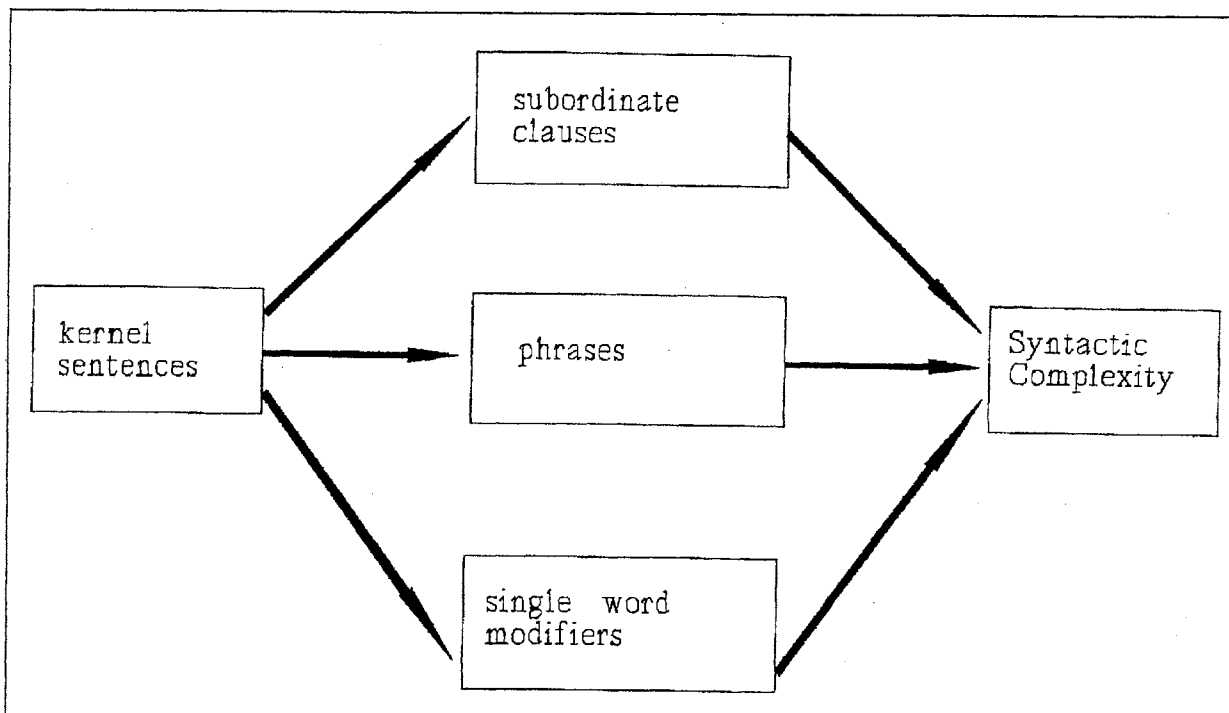 subordinate
clauses
kernel
sentences
phrases
Syntactic
Complexity
single word
modifiers